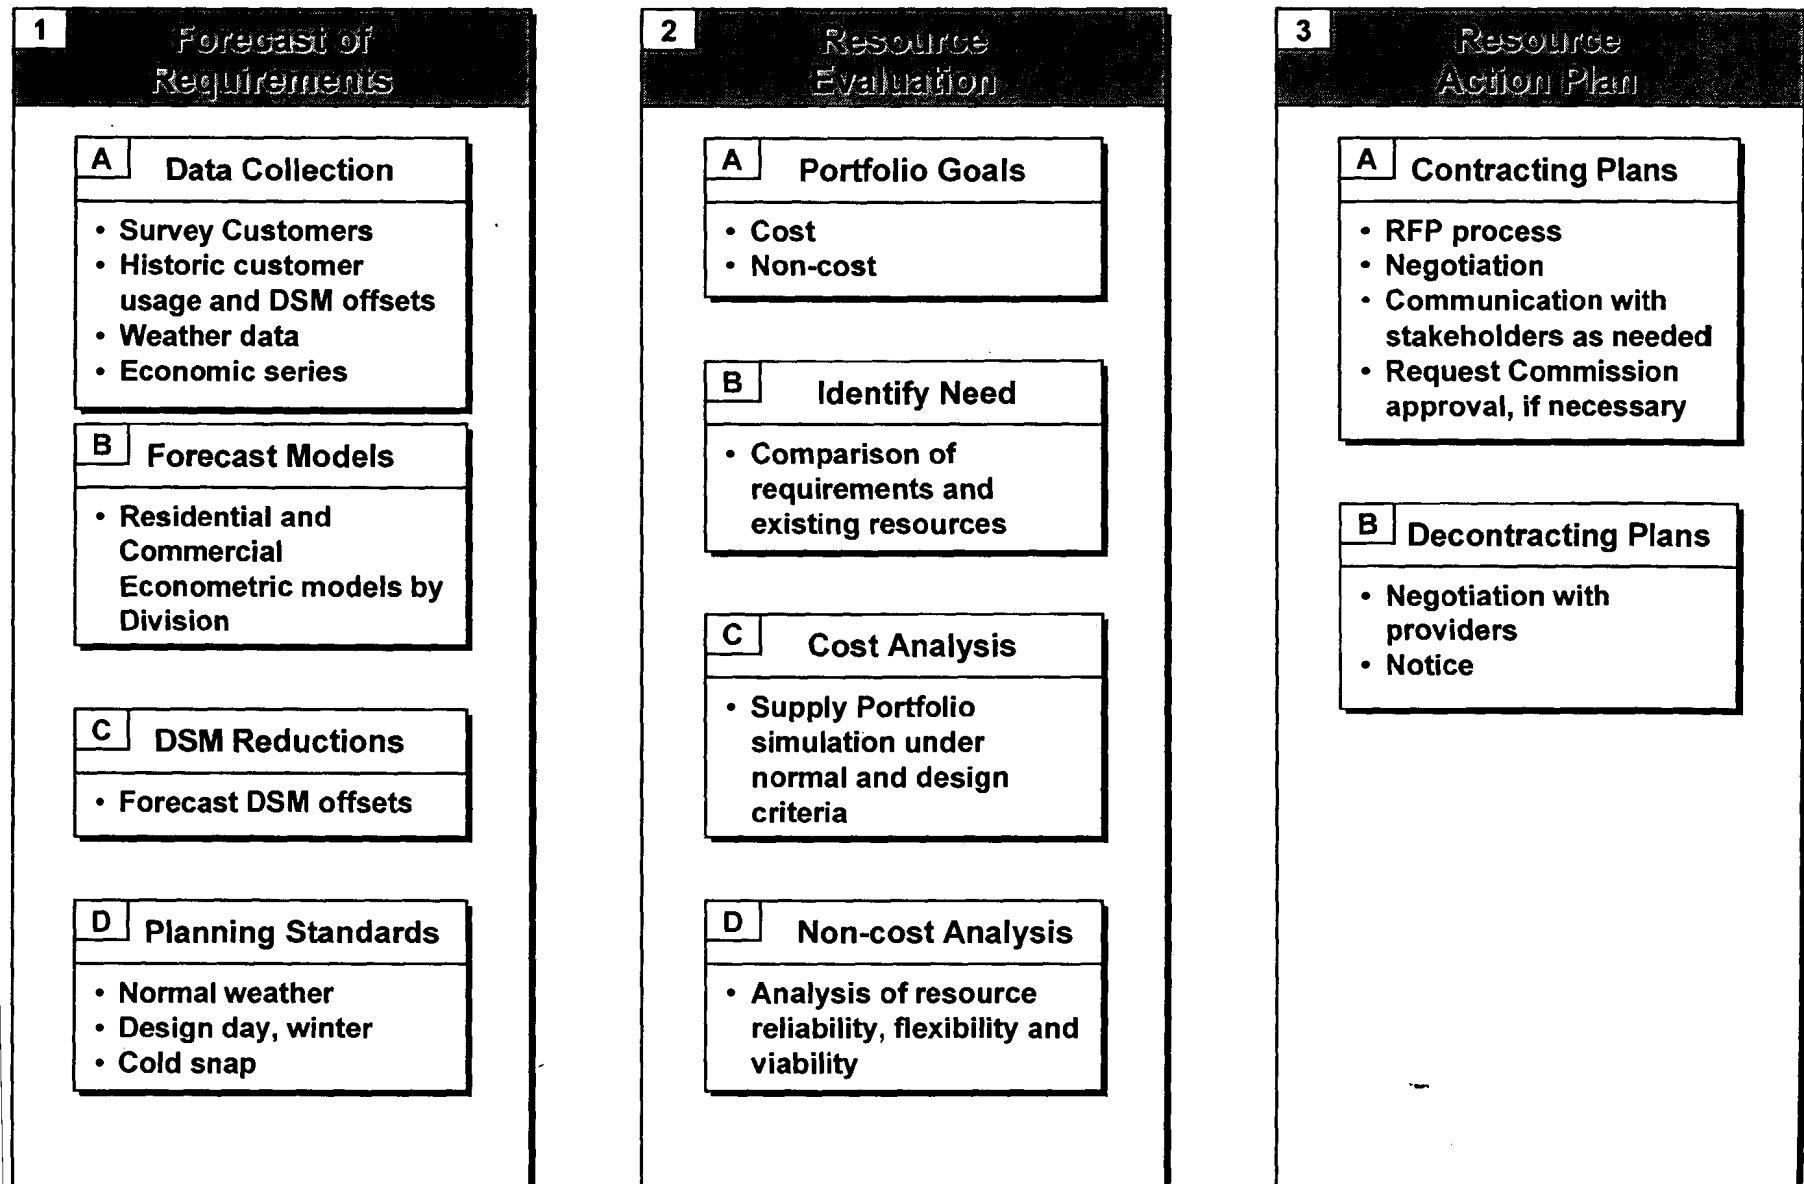 1
Forecast of
Requirements
A
Data Collection
• Survey Customers
• Historic customer
usage and DSM offsets
• Weather data
• Economic series
B
Forecast Models
• Residential and
Commercial
Econometric models by
Division
C
DSM Reductions
• Forecast DSM offsets
D
Planning Standards
• Normal weather
• Design day, winter
• Cold snap
2
Resource
Evaluation
A
Portfolio Goals
• Cost
• Non-cost
B
Identify Need
• Comparison of
requirements and
existing resources
C
Cost Analysis
• Supply Portfolio
simulation under
normal and design
criteria
D
Non-cost Analysis
• Analysis of resource
reliability, flexibility and
viability
3
Resource
Action Plan
A
Contracting Plans
• RFP process
• Negotiation
• Communication with
stakeholders as needed
• Request Commission
approval, if necessary
B
Decontracting Plans
• Negotiation with
providers
• Notice